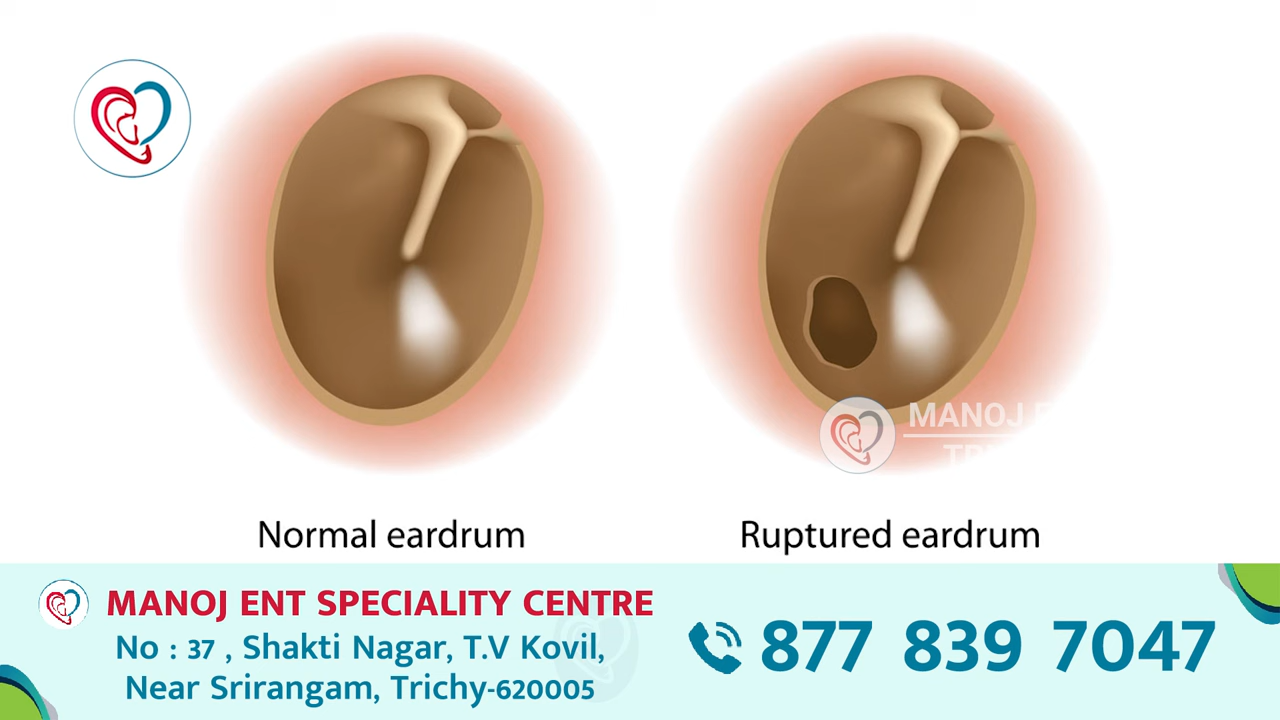 MANOJ E
Normal eardrum
Ruptured eardrum
MANOJ ENT SPECIALITY CENTRE
No : 37 , Shakti Nagar, T.V Kovil,
Near Srirangam, Trichy-620005
877 839 7047